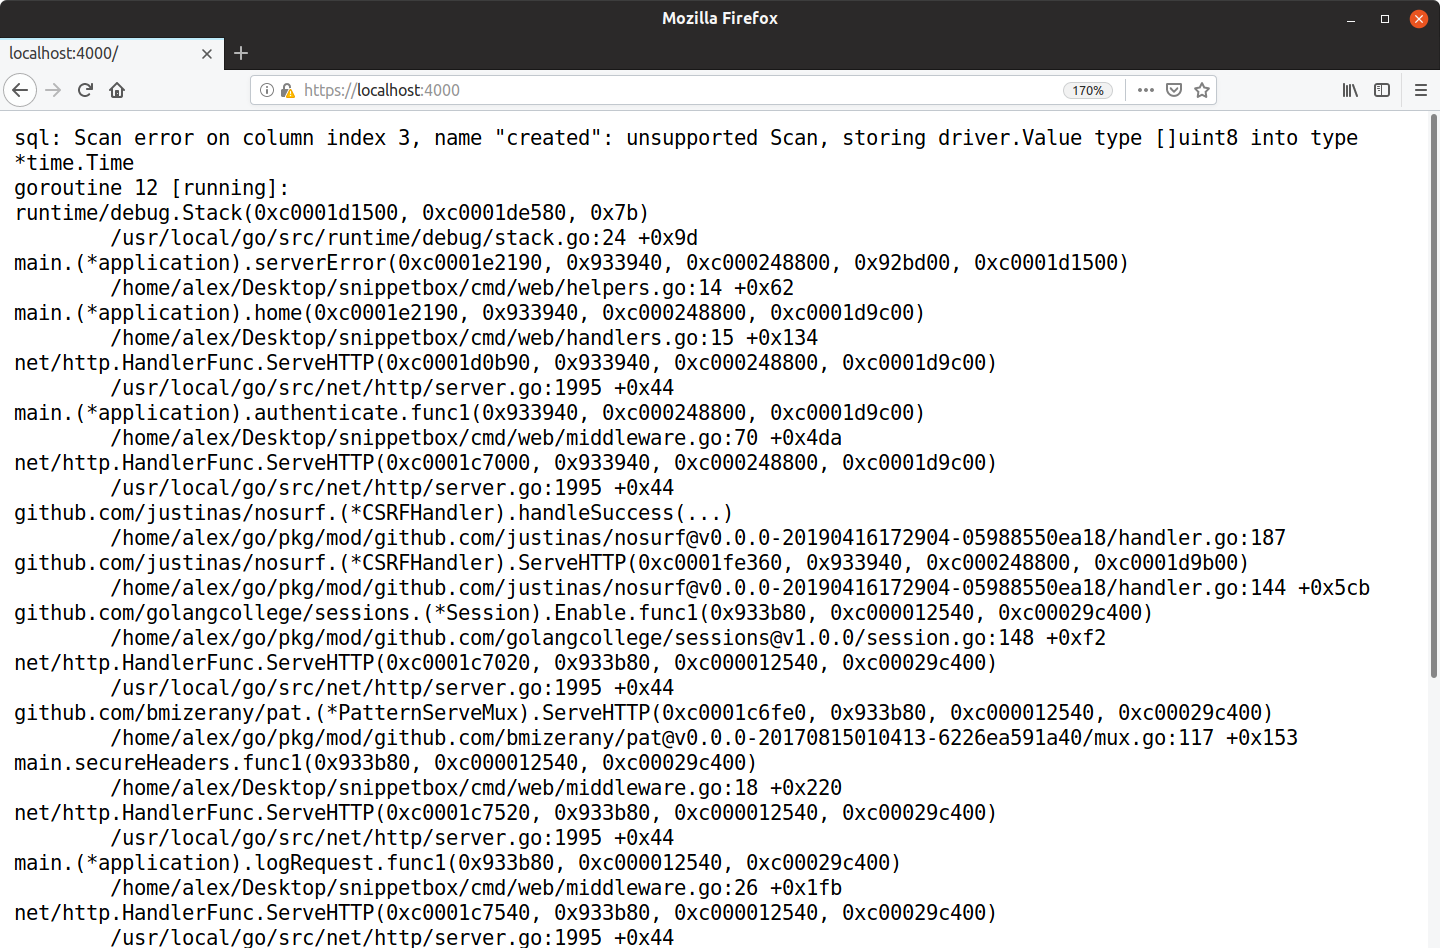 Mozilla Firefox
localhost:4000/
https://localhost:4000
170%
sql: Scan error on column index 3, name "created": unsupported Scan, storing driver.Value type []uint8 into type
*time.Time
goroutine 12 [running]:
runtime/debug.Stack(0xc0001d1500, 0xc0001de580, 0x7b)
        /usr/local/go/src/runtime/debug/stack.go:24 +0x9d
main.(*application).serverError(0xc0001e2190, 0x933940, 0xc000248800, 0x92bd00, 0xc0001d1500)
        /home/alex/Desktop/snippetbox/cmd/web/helpers.go:14 +0x62
main.(*application).home(0xc0001e2190, 0x933940, 0xc000248800, 0xc0001d9c00)
        /home/alex/Desktop/snippetbox/cmd/web/handlers.go:15 +0x134
net/http.HandlerFunc.ServeHTTP(0xc0001d0b90, 0x933940, 0xc000248800, 0xc0001d9c00)
        /usr/local/go/src/net/http/server.go:1995 +0x44
main.(*application).authenticate.func1(0x933940, 0xc000248800, 0xc0001d9c00)
        /home/alex/Desktop/snippetbox/cmd/web/middleware.go:70 +0x4da
net/http.HandlerFunc.ServeHTTP(0xc0001c7000, 0x933940, 0xc000248800, 0xc0001d9c00)
        /usr/local/go/src/net/http/server.go:1995 +0x44
github.com/justinas/nosurf.(*CSRFHandler).handleSuccess(...)
        /home/alex/go/pkg/mod/github.com/justinas/nosurf@v0.0.0-20190416172904-05988550ea18/handler.go:187
github.com/justinas/nosurf.(*CSRFHandler).ServeHTTP(0xc0001fe360, 0x933940, 0xc000248800, 0xc0001d9b00)
        /home/alex/go/pkg/mod/github.com/justinas/nosurf@v0.0.0-20190416172904-05988550ea18/handler.go:144 +0x5cb
github.com/golangcollege/sessions.(*Session).Enable.func1(0x933b80, 0xc000012540, 0xc00029c400)
        /home/alex/go/pkg/mod/github.com/golangcollege/sessions@v1.0.0/session.go:148 +0xf2
net/http.HandlerFunc.ServeHTTP(0xc0001c7020, 0x933b80, 0xc000012540, 0xc00029c400)
        /usr/local/go/src/net/http/server.go:1995 +0x44
github.com/bmizerany/pat.(*PatternServeMux).ServeHTTP(0xc0001c6fe0, 0x933b80, 0xc000012540, 0xc00029c400)
        /home/alex/go/pkg/mod/github.com/bmizerany/pat@v0.0.0-20170815010413-6226ea591a40/mux.go:117 +0x153
main.secureHeaders.func1(0x933b80, 0xc000012540, 0xc00029c400)
        /home/alex/Desktop/snippetbox/cmd/web/middleware.go:18 +0x220
net/http.HandlerFunc.ServeHTTP(0xc0001c7520, 0x933b80, 0xc000012540, 0xc00029c400)
        /usr/local/go/src/net/http/server.go:1995 +0x44
main.(*application).logRequest.func1(0x933b80, 0xc000012540, 0xc00029c400)
        /home/alex/Desktop/snippetbox/cmd/web/middleware.go:26 +0x1fb
net/http.HandlerFunc.ServeHTTP(0xc0001c7540, 0x933b80, 0xc000012540, 0xc00029c400)
        /usr/local/go/src/net/http/server.go:1995 +0x44